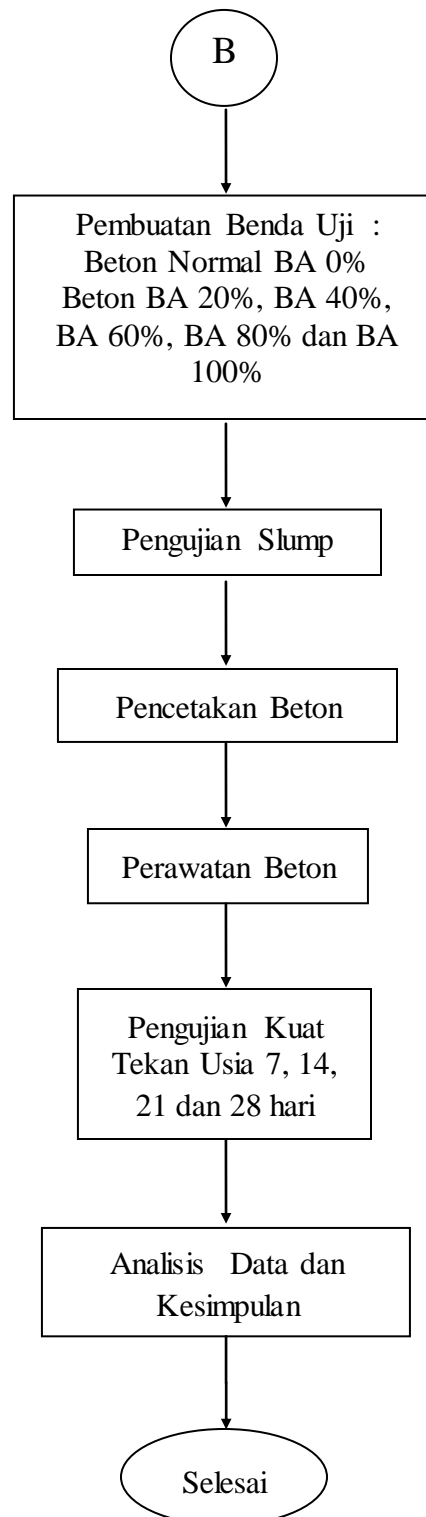 B
Pembuatan Benda Uji :
Beton Normal BA 0%
Beton BA 20%, BA 40%,
BA 60%, BA 80% dan BA
100%
Pengujian Slump
Pencetakan Beton
Perawatan Beton
Pengujian Kuat
Tekan Usia 7, 14,
21 dan 28 hari
Analisis Data dan
Kesimpulan
Selesai